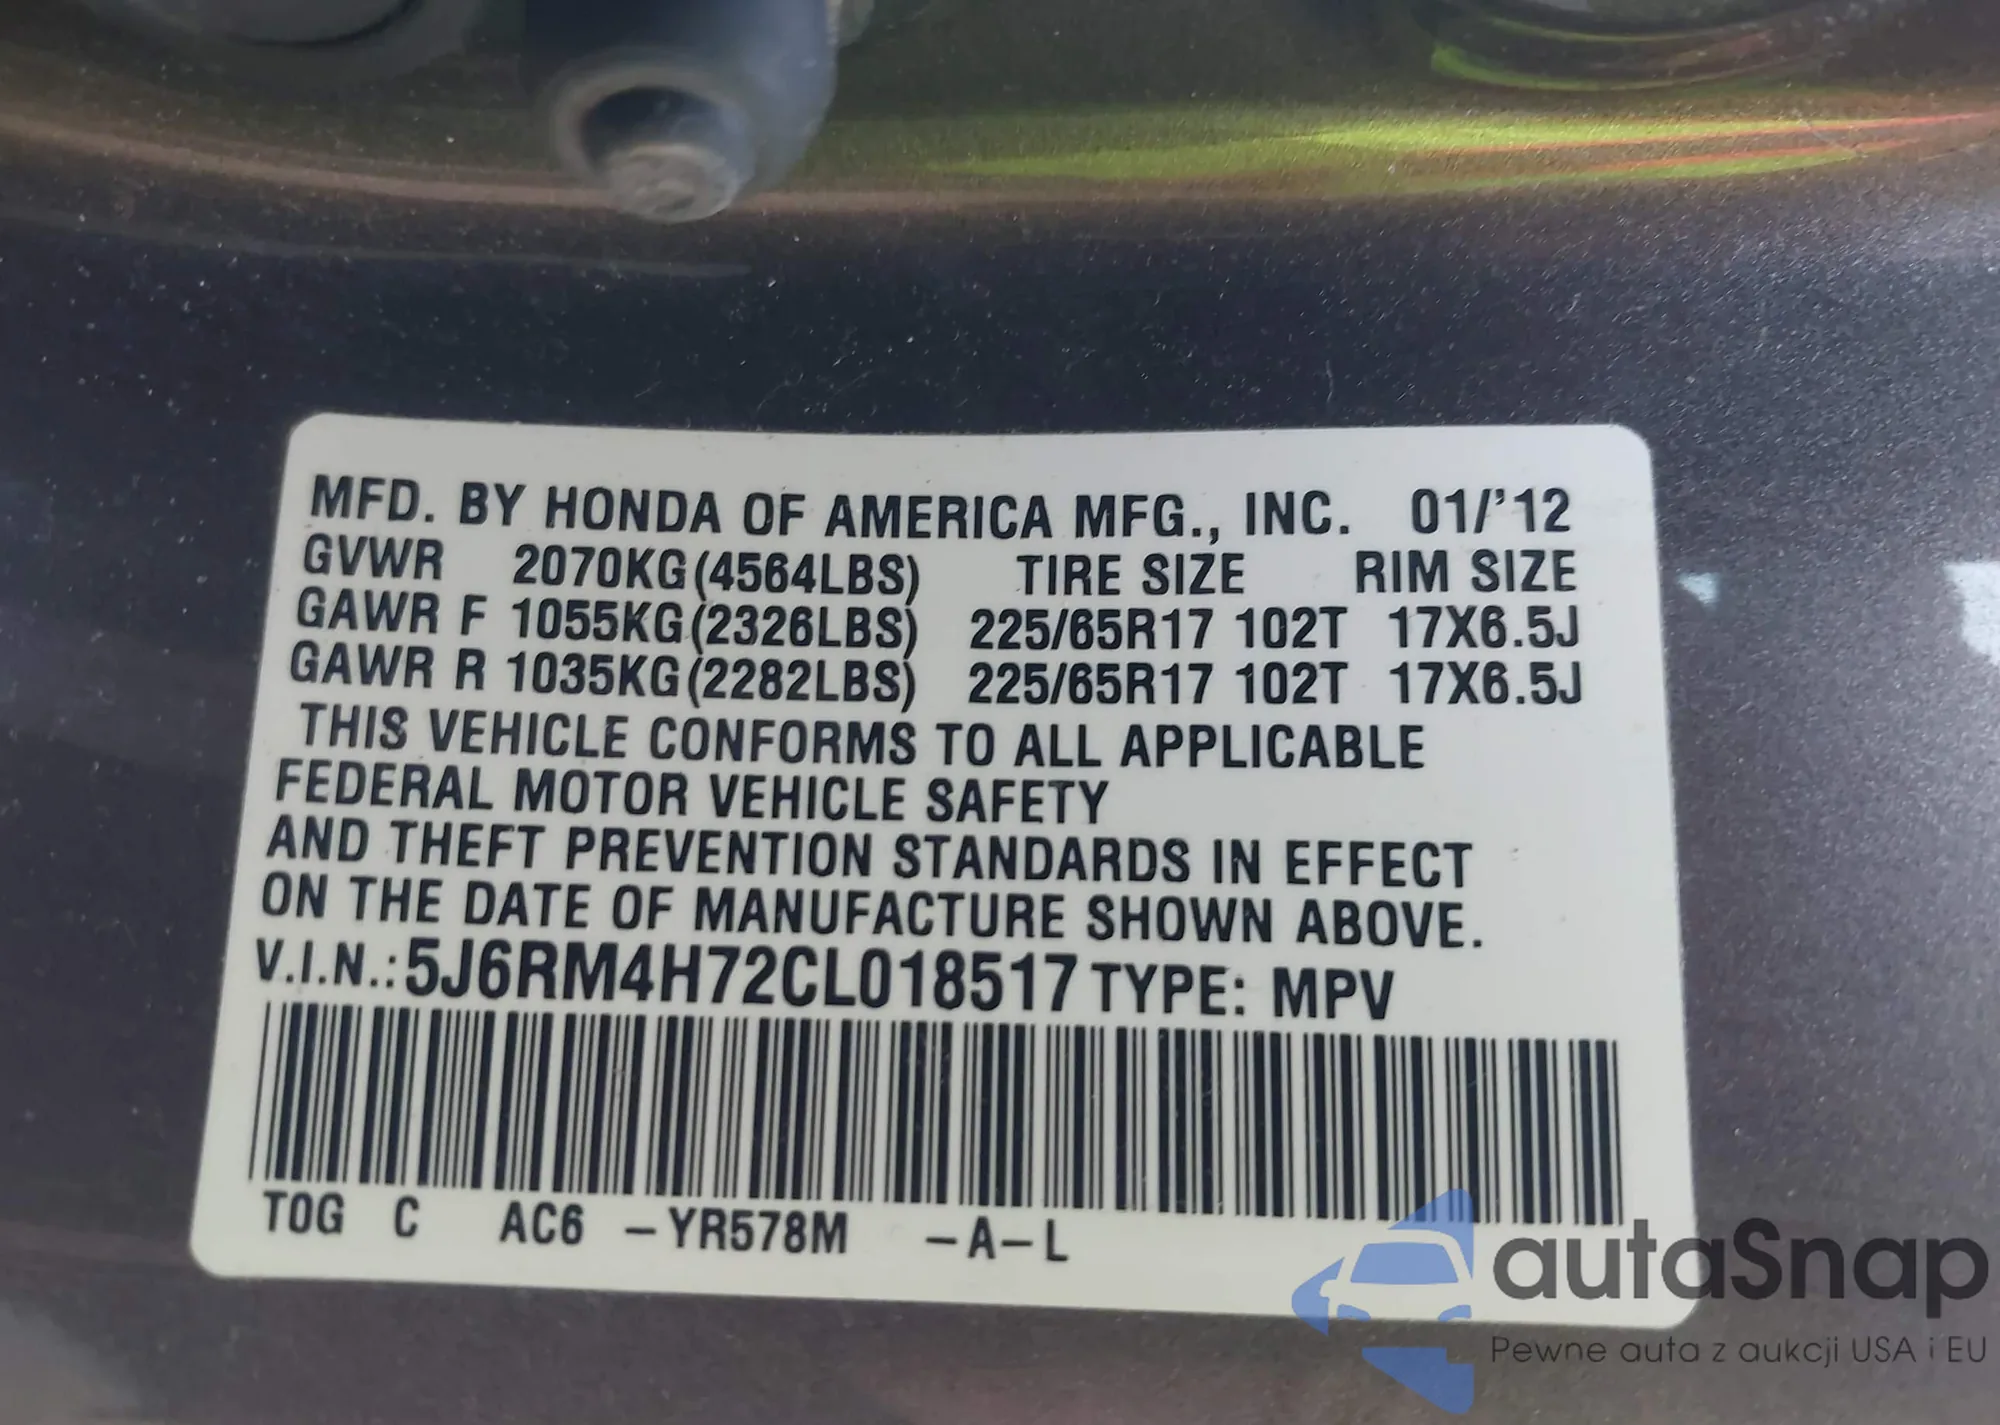 MFD. BY HONDA OF AMERICA MFG., INC. 01/'12
GVWR 2070KG(4564LBS) TIRE SIZE RIM SIZE
GAWR F 1055KG(2326LBS) 225/65R17 102T 17X6.5J
GAWR R 1035KG(2282LBS) 225/65R17 102T 17X6.5J
THIS VEHICLE CONFORMS TO ALL APPLICABLE
FEDERAL MOTOR VEHICLE SAFETY
AND THEFT PREVENTION STANDARDS IN EFFECT
ON THE DATE OF MANUFACTURE SHOWN ABOVE.
V.I.N.:5J6RM4H72CL018517 TYPE: MPV
TOG C AC6 -YR578M -A-L
autaSnap
Pewne auta z aukcji USA i EU